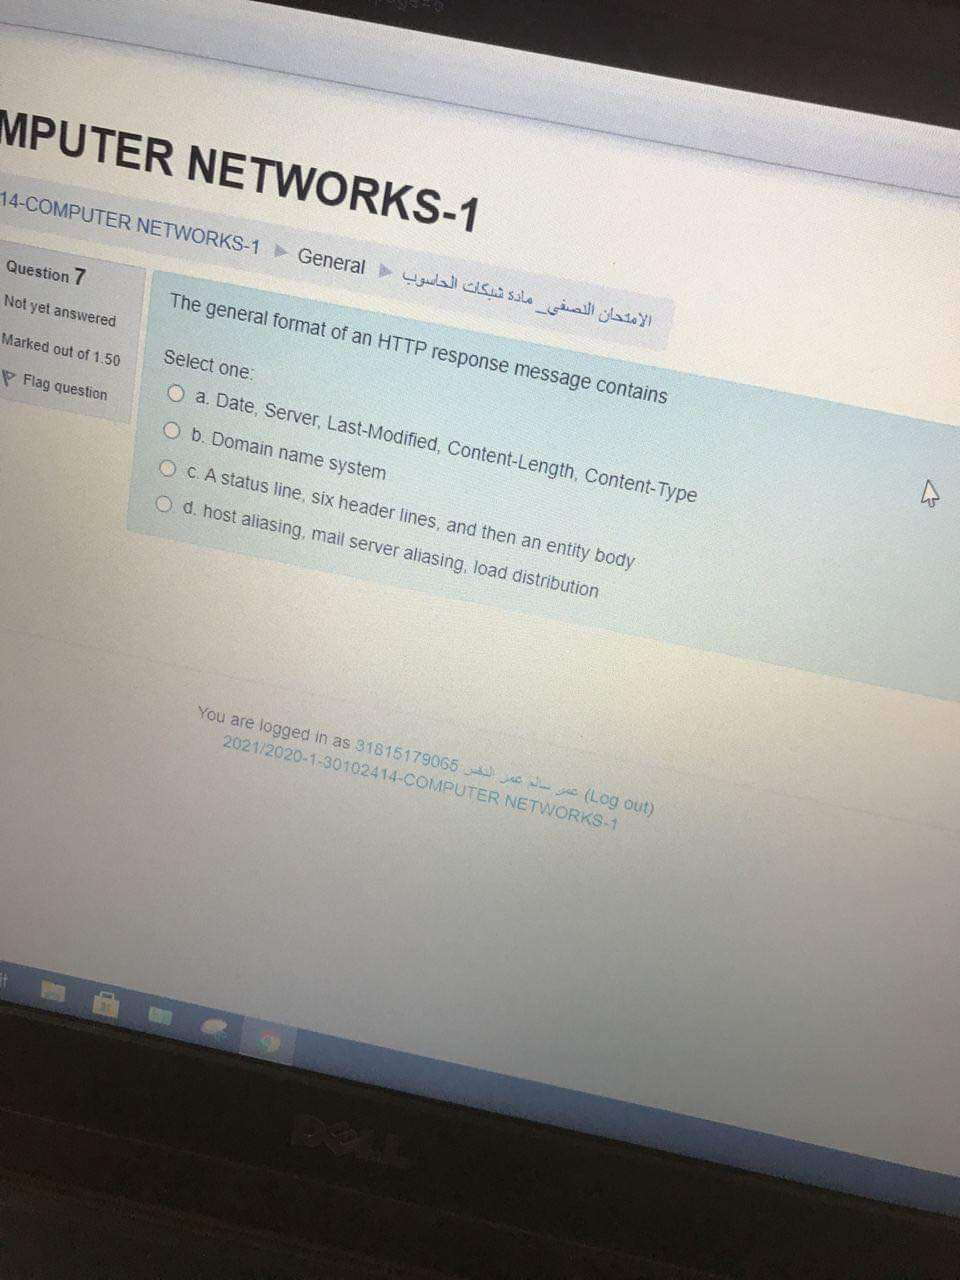 MPUTER NETWORKS-1
14-COMPUTER NETWORKS-1 General الامتحان النصفي_ مادة شبكات الحاسوب
Question 7
Not yet answered
Marked out of 1.50
Flag question
The general format of an HTTP response message contains
Select one:
a. Date, Server, Last-Modified, Content-Length, Content-Type
b. Domain name system
c. A status line, six header lines, and then an entity body
d. host aliasing, mail server aliasing, load distribution
You are logged in as 31815179065 عمر سالم عمر (Log out)
2021/2020-1-30102414-COMPUTER NETWORKS-1
DELL